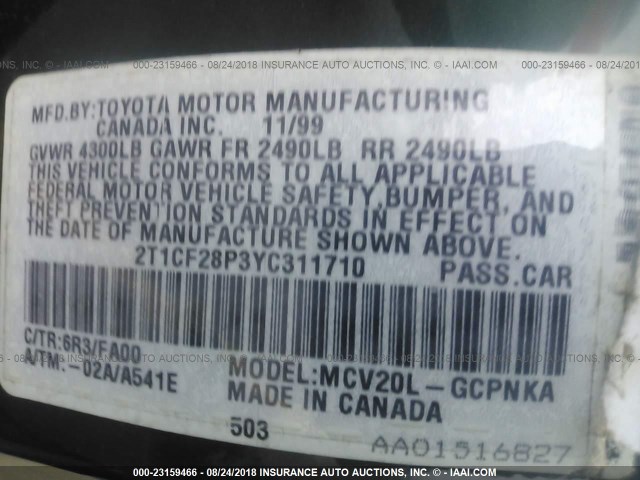 000-23159466 - 08/24/2018 INSURANCE AUTO AUCTIONS, INC. - IAAI.COM
MFD.BY:TOYOTA MOTOR MANUFACTURING
CANADA INC. 11/99
GVWR 4300LB GAWR FR 2490LB RR 2490LB
THIS VEHICLE CONFORMS TO ALL APPLICABLE
FEDERAL MOTOR VEHICLE SAFETY, BUMPER, AND
THEFT PREVENTION STANDARDS IN EFFECT ON
THE DATE OF MANUFACTURE SHOWN ABOVE.
2T1CF28P3YC311710 PASS.CAR
C/TR:6R3/FA00
A/TM:-02A/A541E
MODEL:MCV20L-GCPNKA
MADE IN CANADA
503
AA01516827
000-23159466 - 08/24/2018 INSURANCE AUTO AUCTIONS, INC. - IAAI.COM